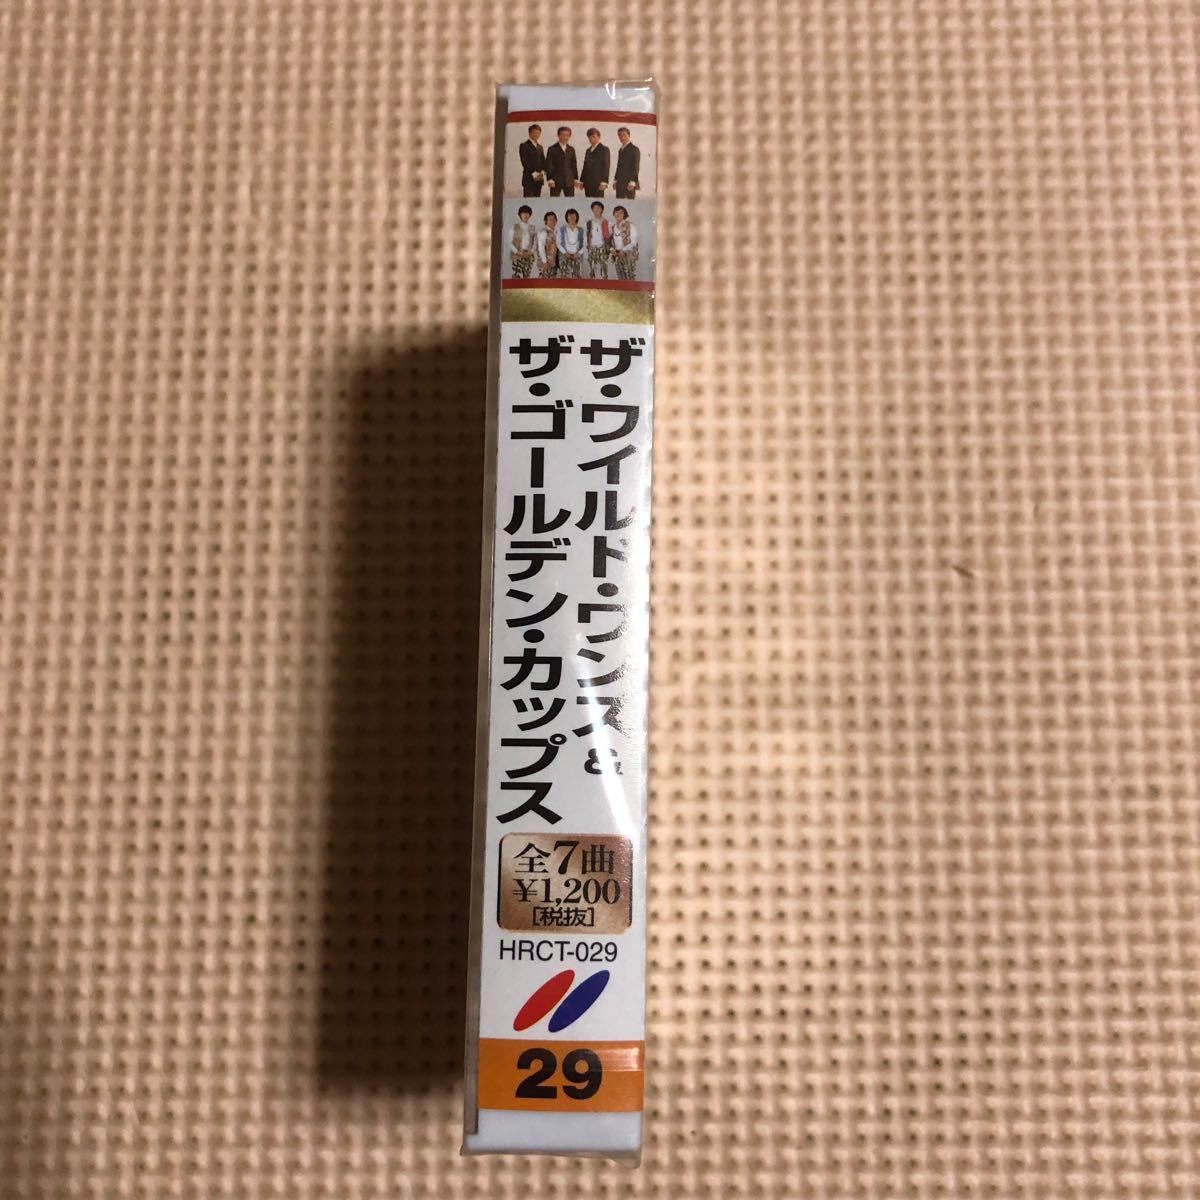 ザ・ワイルド・ワンズ&
ザ・ゴールデン・カップス
全7曲
¥1,200
[税抜]
HRCT-029
29